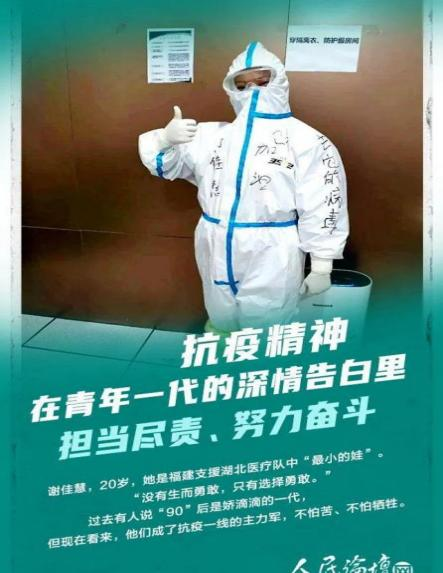 穿隔离衣、防护服房间
加油
抗疫精神
在青年一代的深情告白里
担当尽责、努力奋斗
谢佳慧，20岁，她是福建支援湖北医疗队中“最小的娃”。
“没有生而勇敢，只有选择勇敢。”
过去有人说“90”后是娇滴滴的一代，
但现在看来，他们成了抗疫一线的主力军，不怕苦、不怕牺牲。
人民论坛网